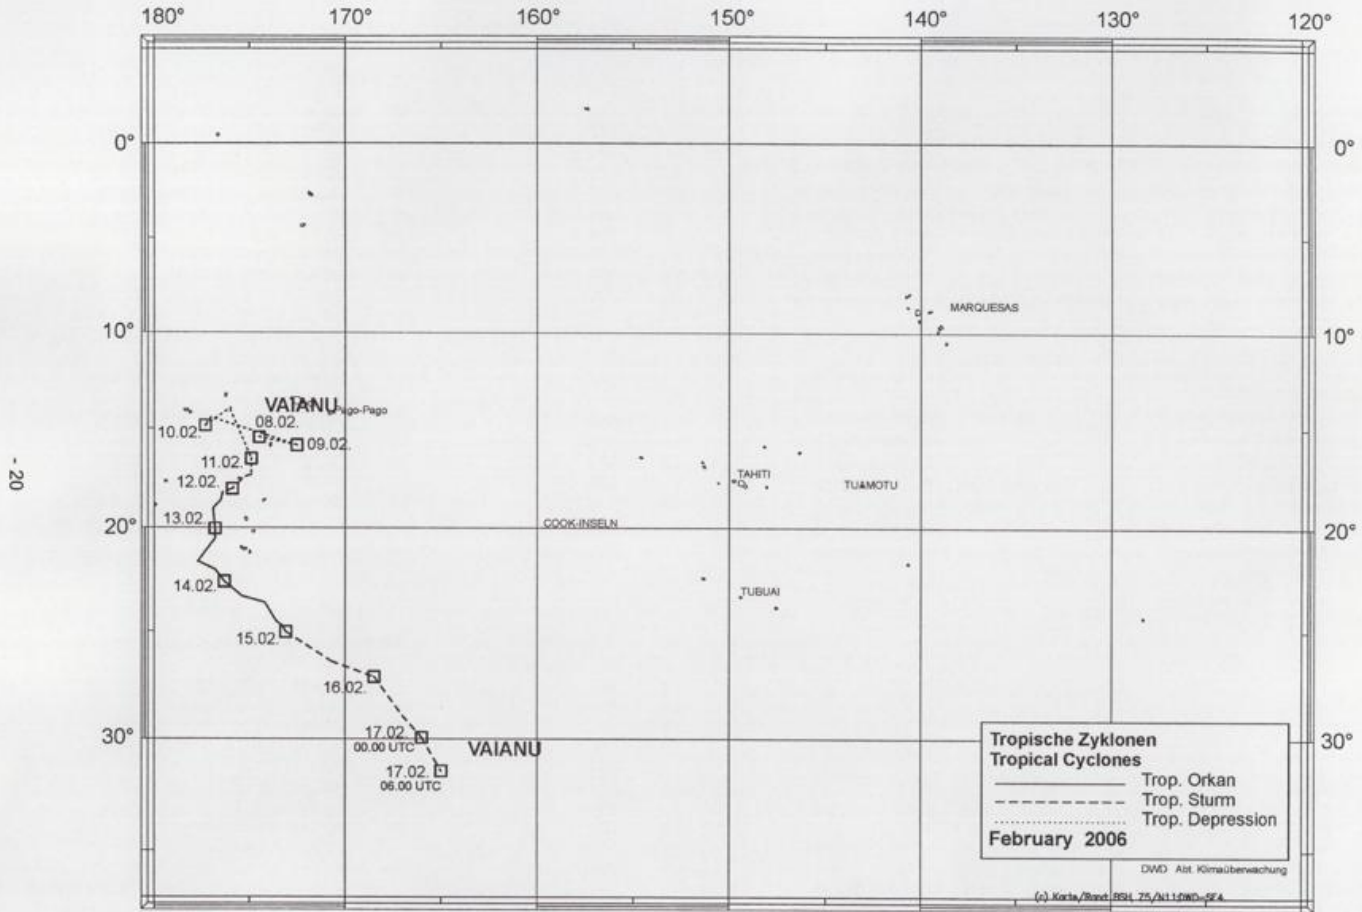 180° 170° 160° 150° 140° 130° 120°
0° 0°
MARQUESAS
10° 10°
VAIANU
Pago-Pago
08.02.
10.02. 09.02.
11.02.
12.02.
TAHITI
TUAMOTU
- 20
13.02.
20° COOK-INSELN 20°
14.02.
TUBUAI
15.02.
16.02.
17.02.
00.00 UTC
30° VAIANU 30°
17.02.
06.00 UTC
Tropische Zyklonen
Tropical Cyclones
Trop. Orkan
Trop. Sturm
Trop. Depression
February 2006
DWD Abt. Klimaüberwachung
(c) Karte/Rand: BSH,